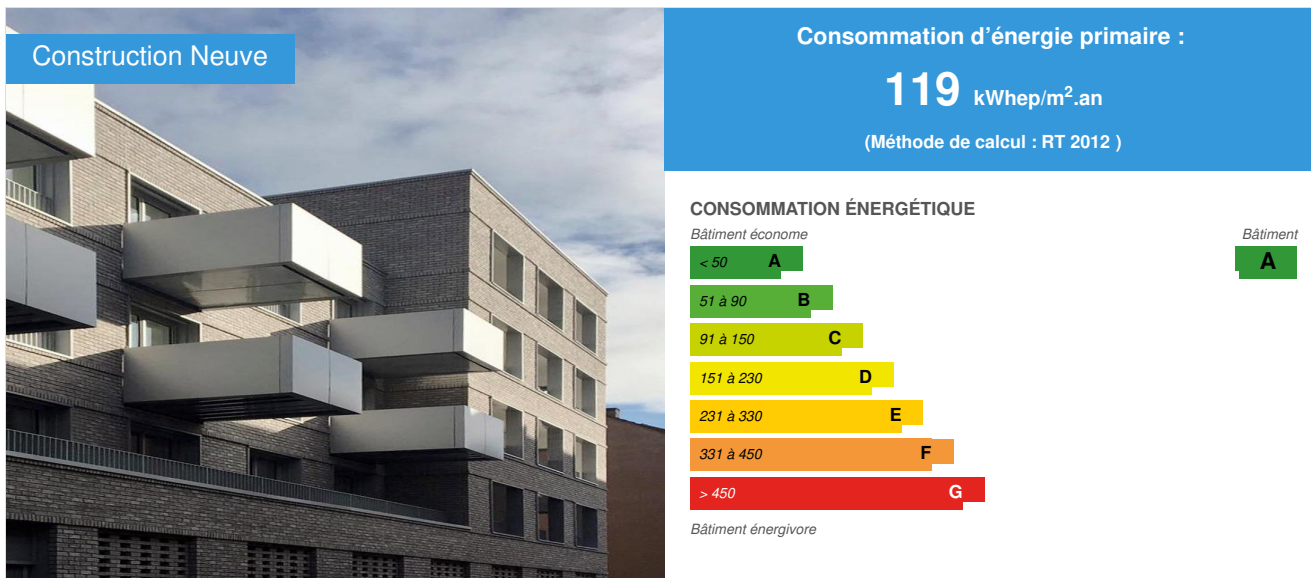 Construction Neuve
Consommation d'énergie primaire :
119 kWhep/m².an
(Méthode de calcul : RT 2012 )
CONSOMMATION ÉNERGÉTIQUE
Bâtiment économe
Bâtiment
< 50 A
A
51 à 90 B
91 à 150 C
151 à 230 D
231 à 330 E
331 à 450 F
> 450 G
Bâtiment énergivore